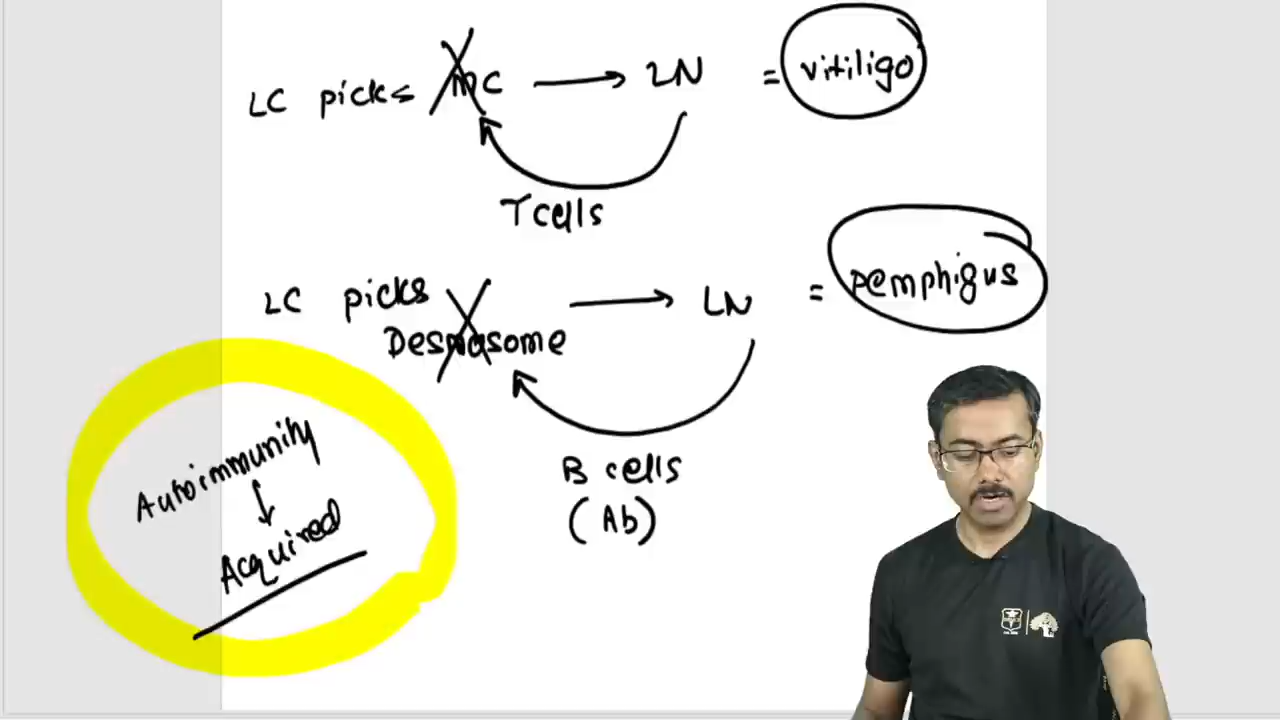 LC picks mc → LN = vitiligo
T cells
LC picks Desmosome → LN = pemphigus
B cells
(Ab)
Autoimmunity
↓
Acquired